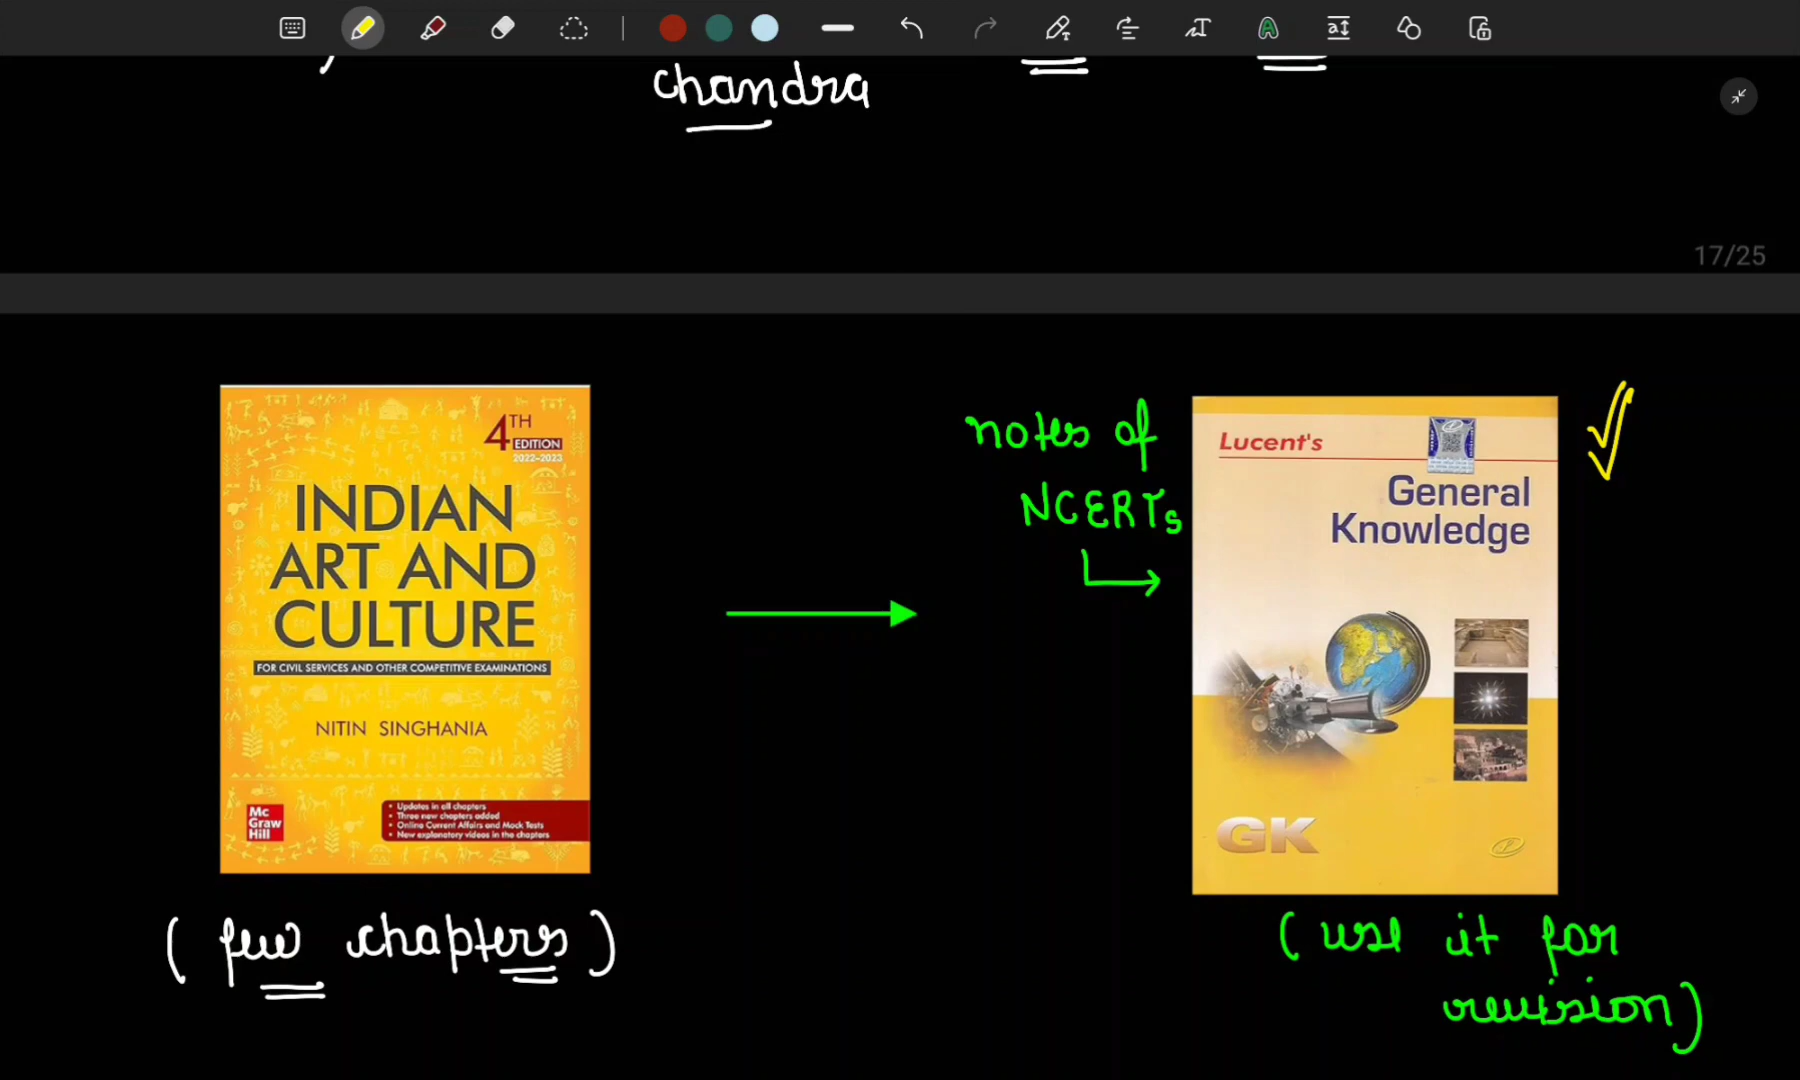 chandra
17/25
4TH
EDITION
2022-2023
INDIAN
ART AND
CULTURE
FOR CIVIL SERVICES AND OTHER COMPETITIVE EXAMINATIONS
NITIN SINGHANIA
Mc
Graw
Hill
• Updates in all chapters
• Three new chapters added
• Online Current Affairs and Mock Tests
• New explanatory videos in the chapters
(few chapters)
notes of
NCERTs
Lucent's
General
Knowledge
GK
(use it for
revision)